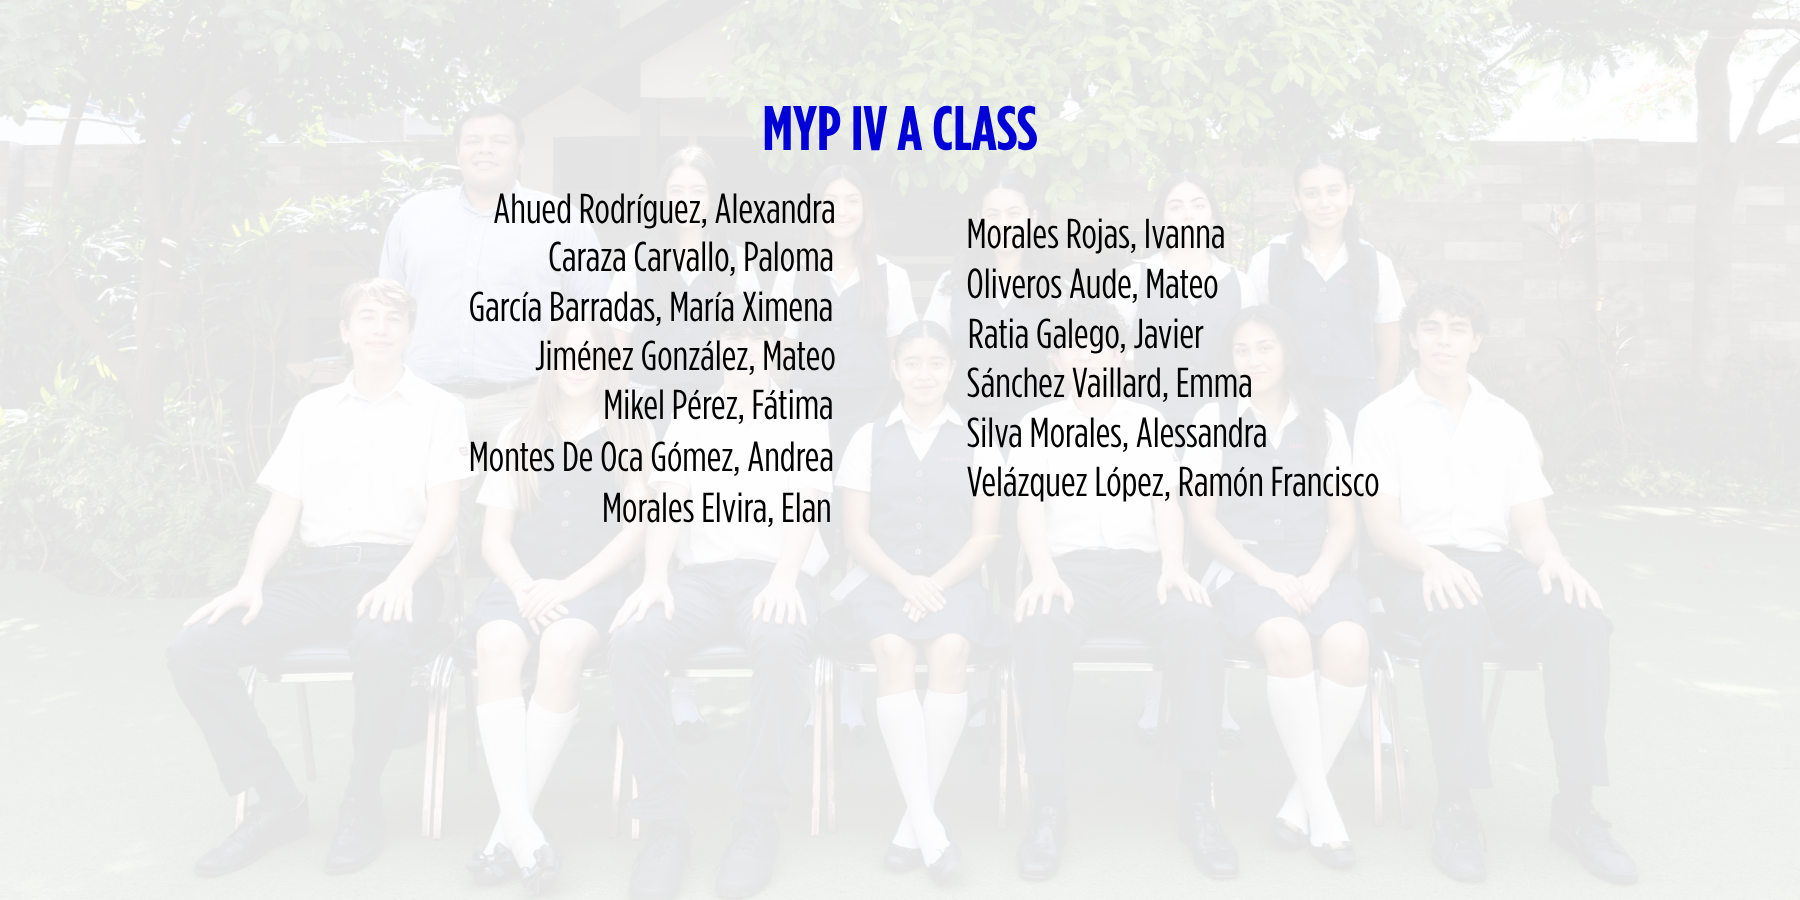 MYP IV A CLASS
Ahued Rodríguez, Alexandra
Caraza Carvallo, Paloma
García Barradas, María Ximena
Jiménez González, Mateo
Mikel Pérez, Fátima
Montes De Oca Gómez, Andrea
Morales Elvira, Elan
Morales Rojas, Ivanna
Oliveros Aude, Mateo
Ratia Galego, Javier
Sánchez Vaillard, Emma
Silva Morales, Alessandra
Velázquez López, Ramón Francisco